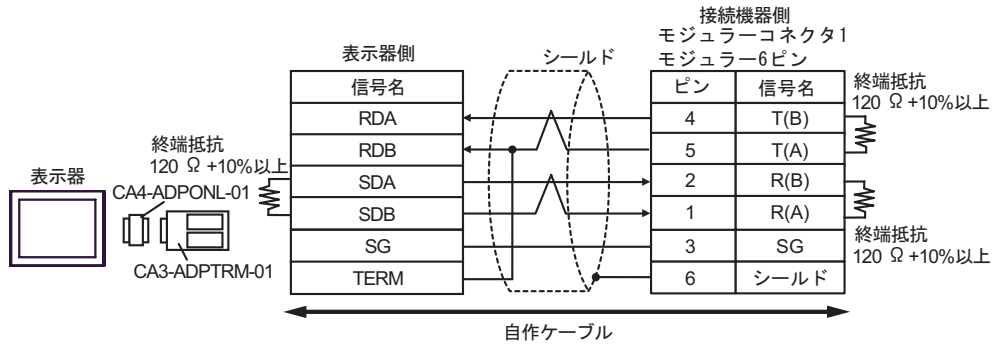 接続機器側
モジュラーコネクタ1
モジュラー6ピン
表示器側
シールド
信号名
ピン
信号名
終端抵抗
120 Ω +10%以上
RDA
4
T(B)
RDB
5
T(A)
終端抵抗
120 Ω +10%以上
SDA
2
R(B)
表示器
CA4-ADPONL-01
SDB
1
R(A)
SG
3
SG
終端抵抗
120 Ω +10%以上
CA3-ADPTRM-01
TERM
6
シールド
自作ケーブル